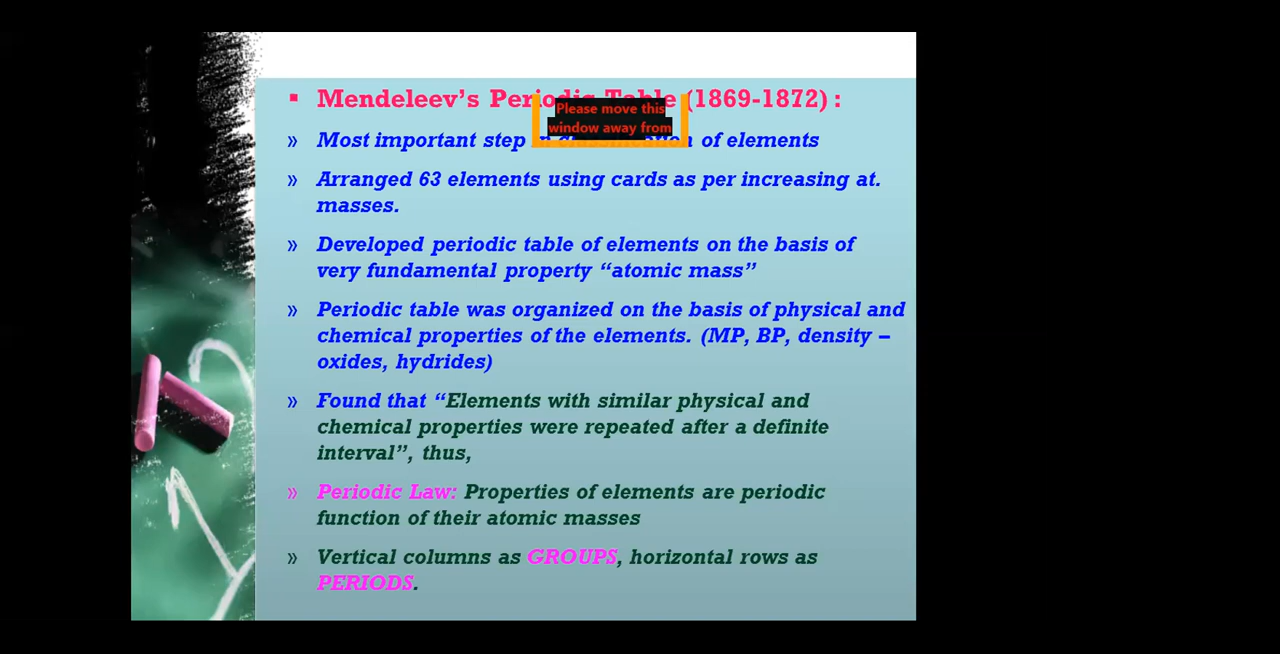 ▪ Mendeleev's Periodic Table (1869-1872) :
Please move this
window away from
» Most important step in classification of elements
» Arranged 63 elements using cards as per increasing at.
masses.
» Developed periodic table of elements on the basis of
very fundamental property “atomic mass”
» Periodic table was organized on the basis of physical and
chemical properties of the elements. (MP, BP, density –
oxides, hydrides)
» Found that “Elements with similar physical and
chemical properties were repeated after a definite
interval”, thus,
» Periodic Law: Properties of elements are periodic
function of their atomic masses
» Vertical columns as GROUPS, horizontal rows as
PERIODS.